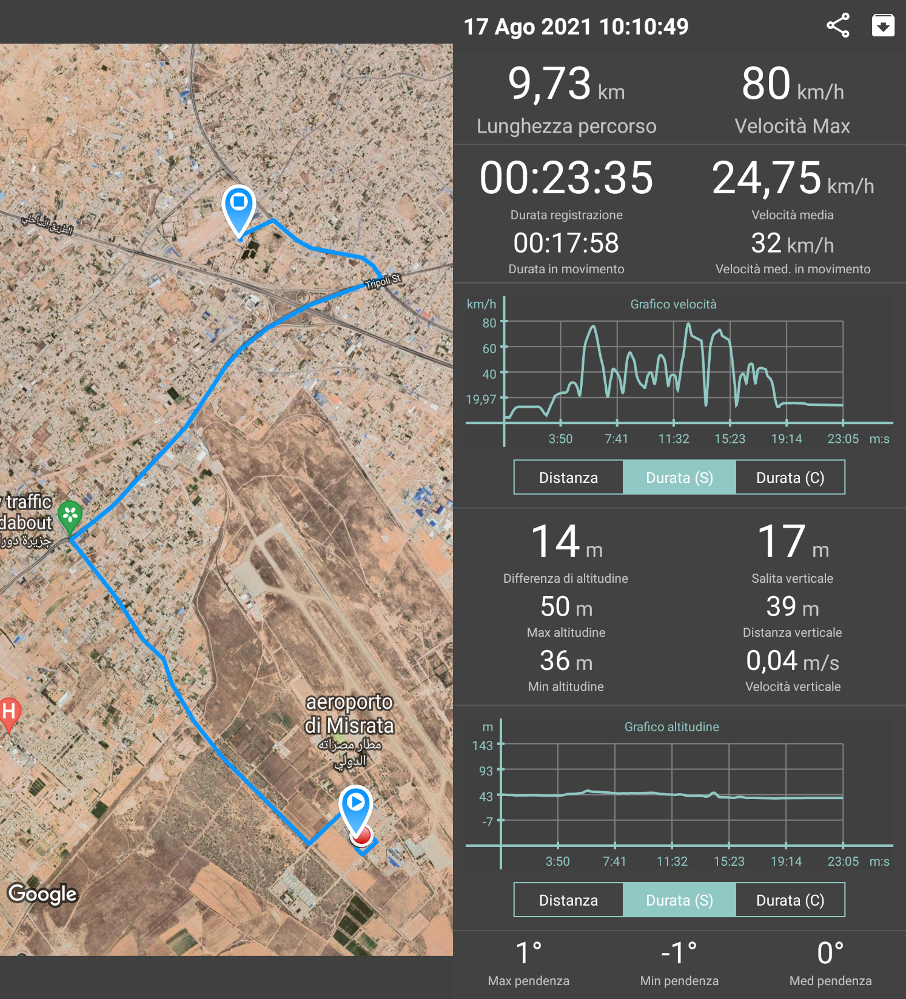 الطريق الساحلي
Tripoli St
traffic
dabout
جزيرة دورا
H
aeroporto
di Misrata
مطار مصراته
الدولي
Google
17 Ago 2021 10:10:49
9,73 km
80 km/h
Lunghezza percorso
Velocità Max
00:23:35
24,75 km/h
Durata registrazione
Velocità media
00:17:58
32 km/h
Durata in movimento
Velocità med. in movimento
km/h
Grafico velocità
80
60
40
19,97
3:50 7:41 11:32 15:23 19:14 23:05 m:s
Distanza Durata (S) Durata (C)
14 m
17 m
Differenza di altitudine
Salita verticale
50 m
39 m
Max altitudine
Distanza verticale
36 m
0,04 m/s
Min altitudine
Velocità verticale
m
Grafico altitudine
143
93
43
-7
3:50 7:41 11:32 15:23 19:14 23:05 m:s
Distanza Durata (S) Durata (C)
1° -1° 0°
Max pendenza Min pendenza Med pendenza